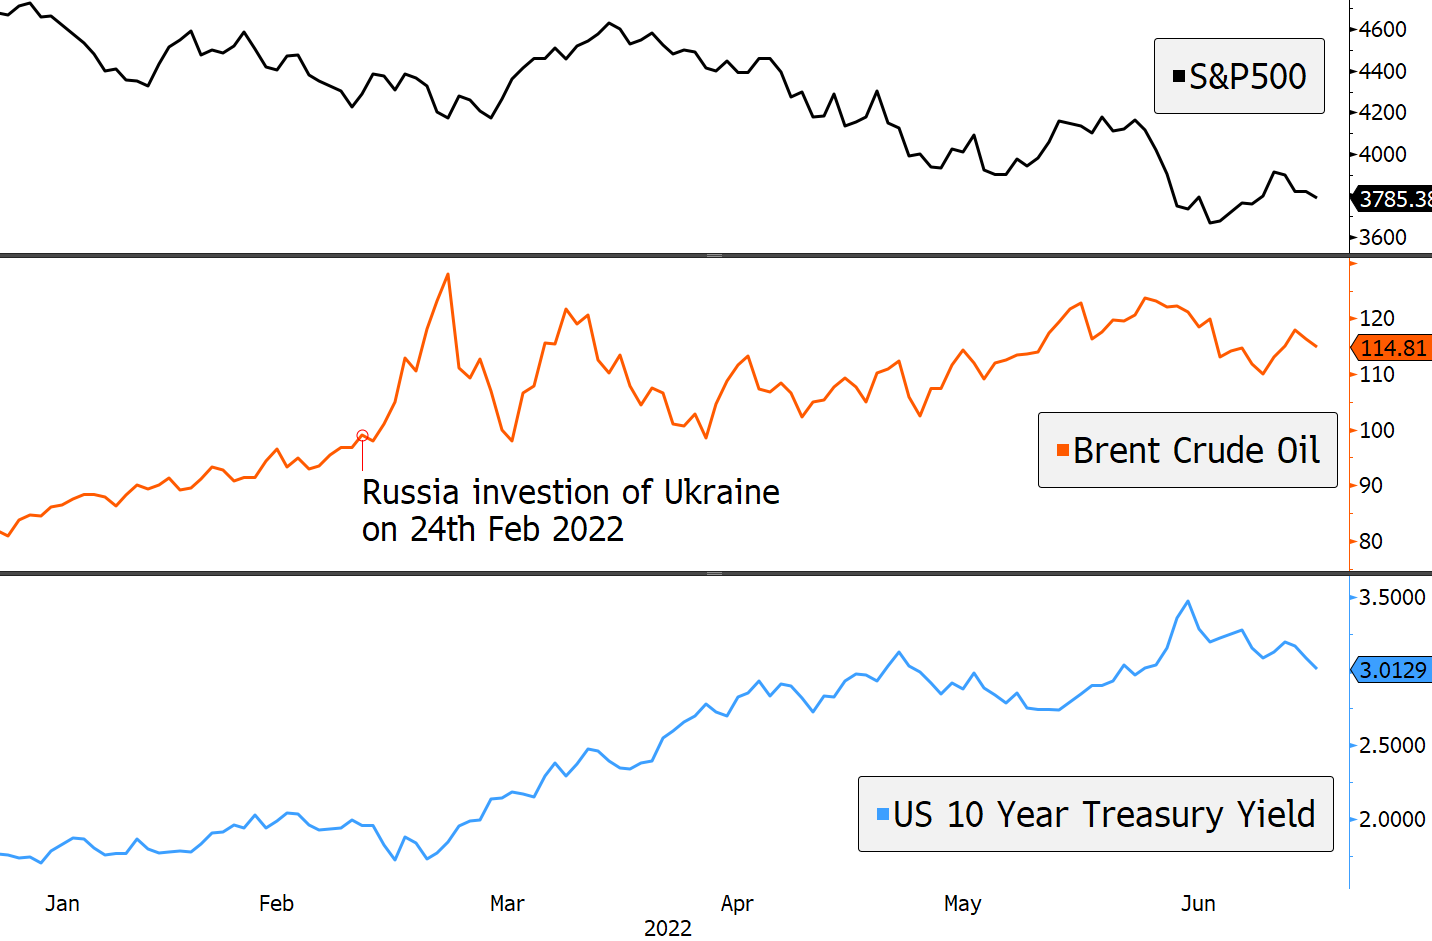 4600
S&P500
4400
4200
4000
3785.38
3600
120
114.81
110
100
Brent Crude Oil
90
Russia investion of Ukraine
on 24th Feb 2022
80
3.5000
3.0129
2.5000
US 10 Year Treasury Yield
2.0000
Jan Feb Mar Apr May Jun
2022